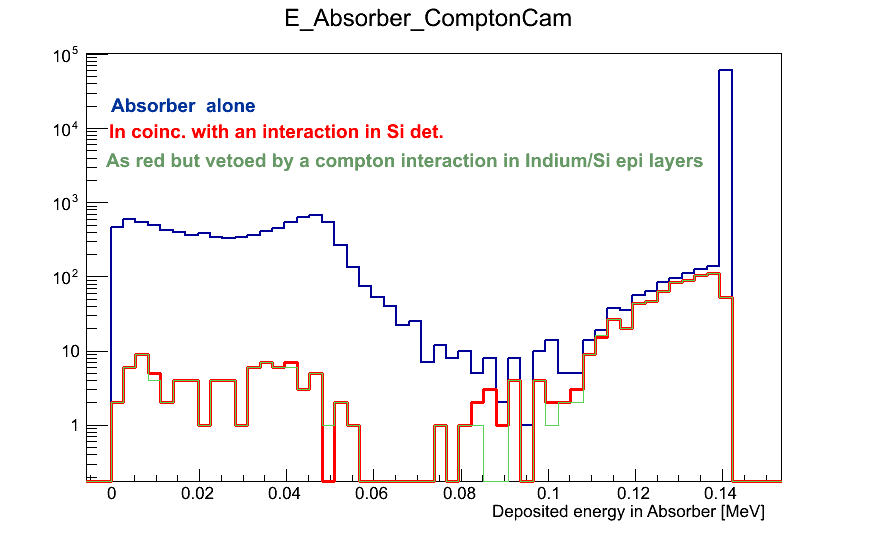 E_Absorber_ComptonCam
10^5
Absorber  alone
10^4
In coinc. with an interaction in Si det.
As red but vetoed by a compton interaction in Indium/Si epi layers
10^3
10^2
10
1
0 0.02 0.04 0.06 0.08 0.1 0.12 0.14
Deposited energy in Absorber [MeV]